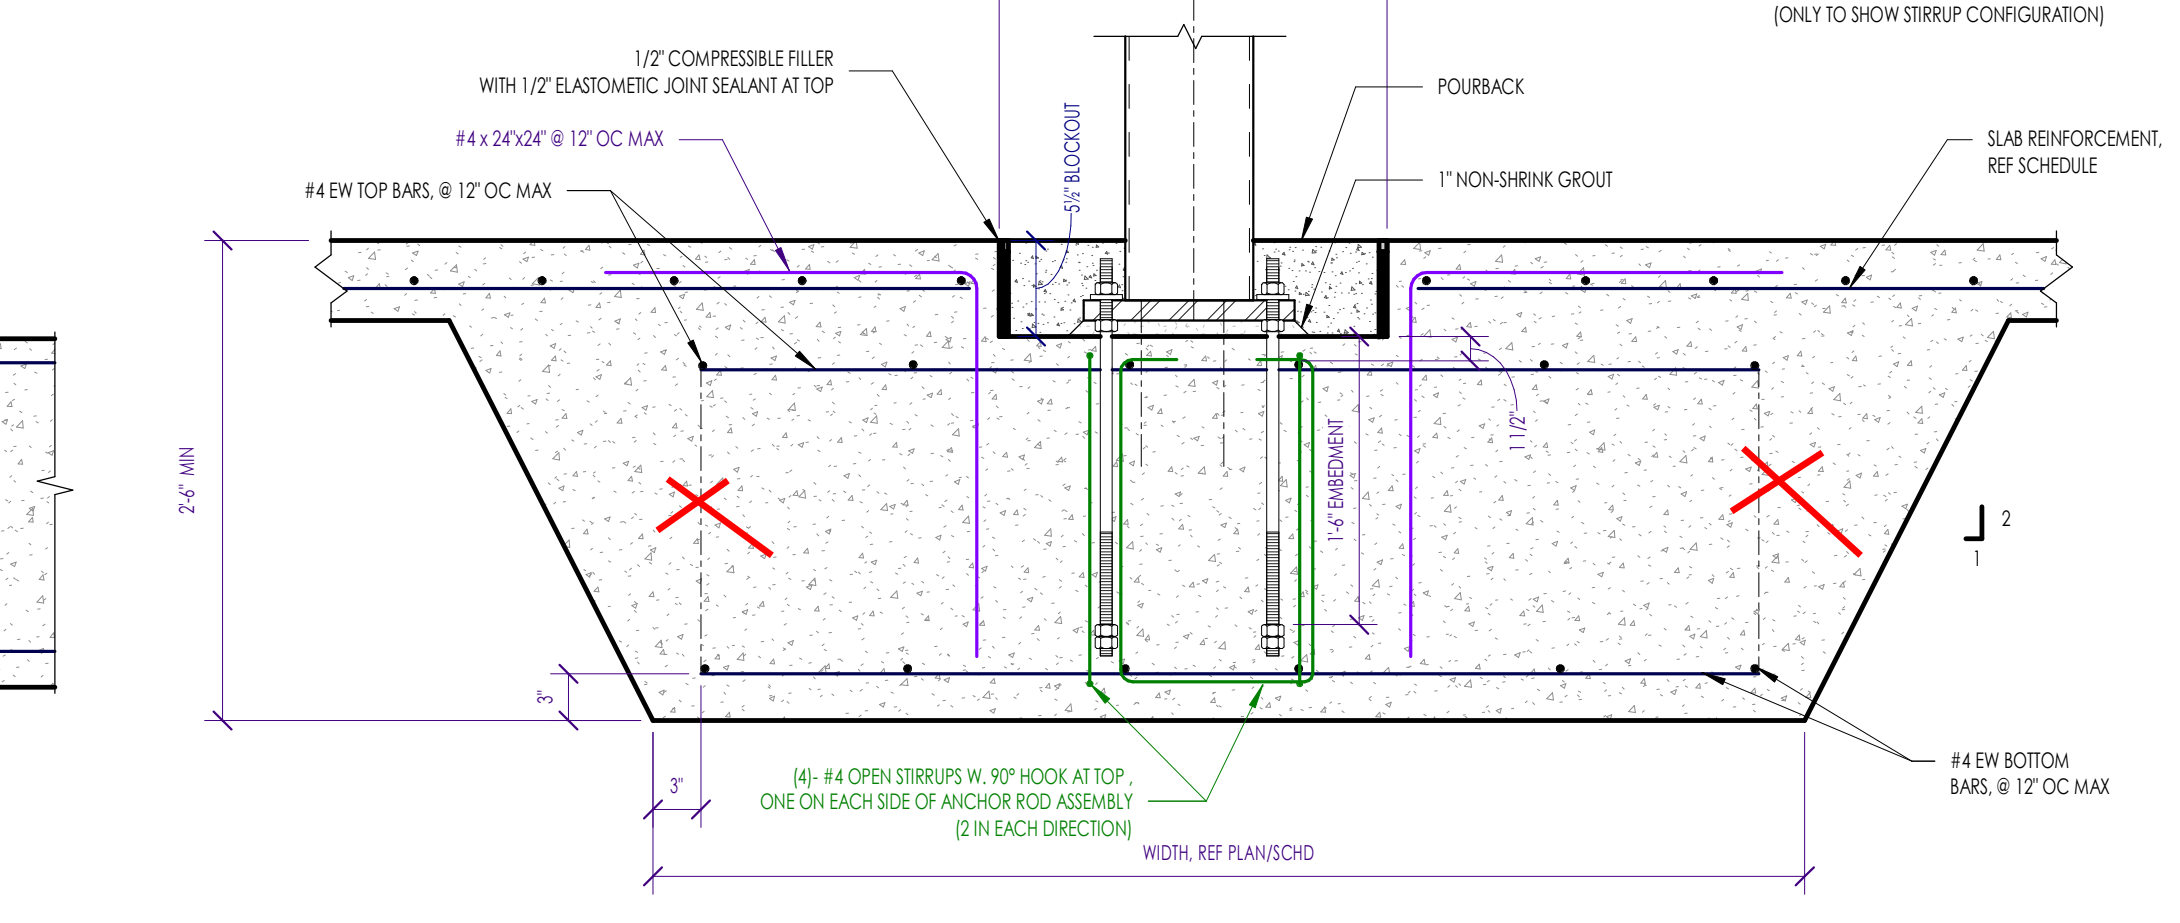 (ONLY TO SHOW STIRRUP CONFIGURATION)
1/2" COMPRESSIBLE FILLER
WITH 1/2" ELASTOMETIC JOINT SEALANT AT TOP
#4 x 24"x24" @ 12" OC MAX
#4 EW TOP BARS, @ 12" OC MAX
5½" BLOCKOUT
POURBACK
1" NON-SHRINK GROUT
SLAB REINFORCEMENT,
REF SCHEDULE
2'-6" MIN
1'-6" EMBEDMENT
1 1/2"
2
1
3"
3"
(4)- #4 OPEN STIRRUPS W. 90° HOOK AT TOP ,
ONE ON EACH SIDE OF ANCHOR ROD ASSEMBLY
(2 IN EACH DIRECTION)
#4 EW BOTTOM
BARS, @ 12" OC MAX
WIDTH, REF PLAN/SCHD